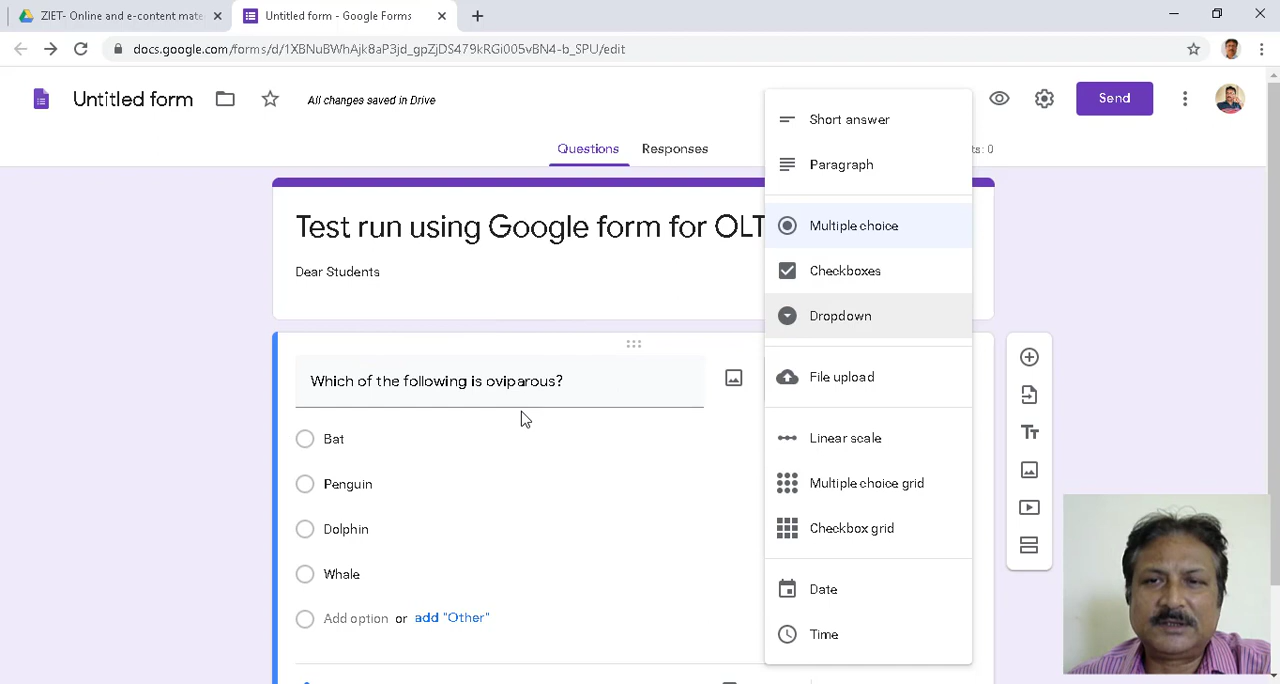 ZIET- Online and e-content mate
Untitled form - Google Forms
docs.google.com/forms/d/1XBNuBWhAjk8aP3jd_gpZjDS479kRGi005vBN4-b_SPU/edit
Untitled form
All changes saved in Drive
Send
Questions
Responses
ts: 0
Test run using Google form for OLT
Dear Students
Which of the following is oviparous?
Bat
Penguin
Dolphin
Whale
Add option or add "Other"
Short answer
Paragraph
Multiple choice
Checkboxes
Dropdown
File upload
Linear scale
Multiple choice grid
Checkbox grid
Date
Time